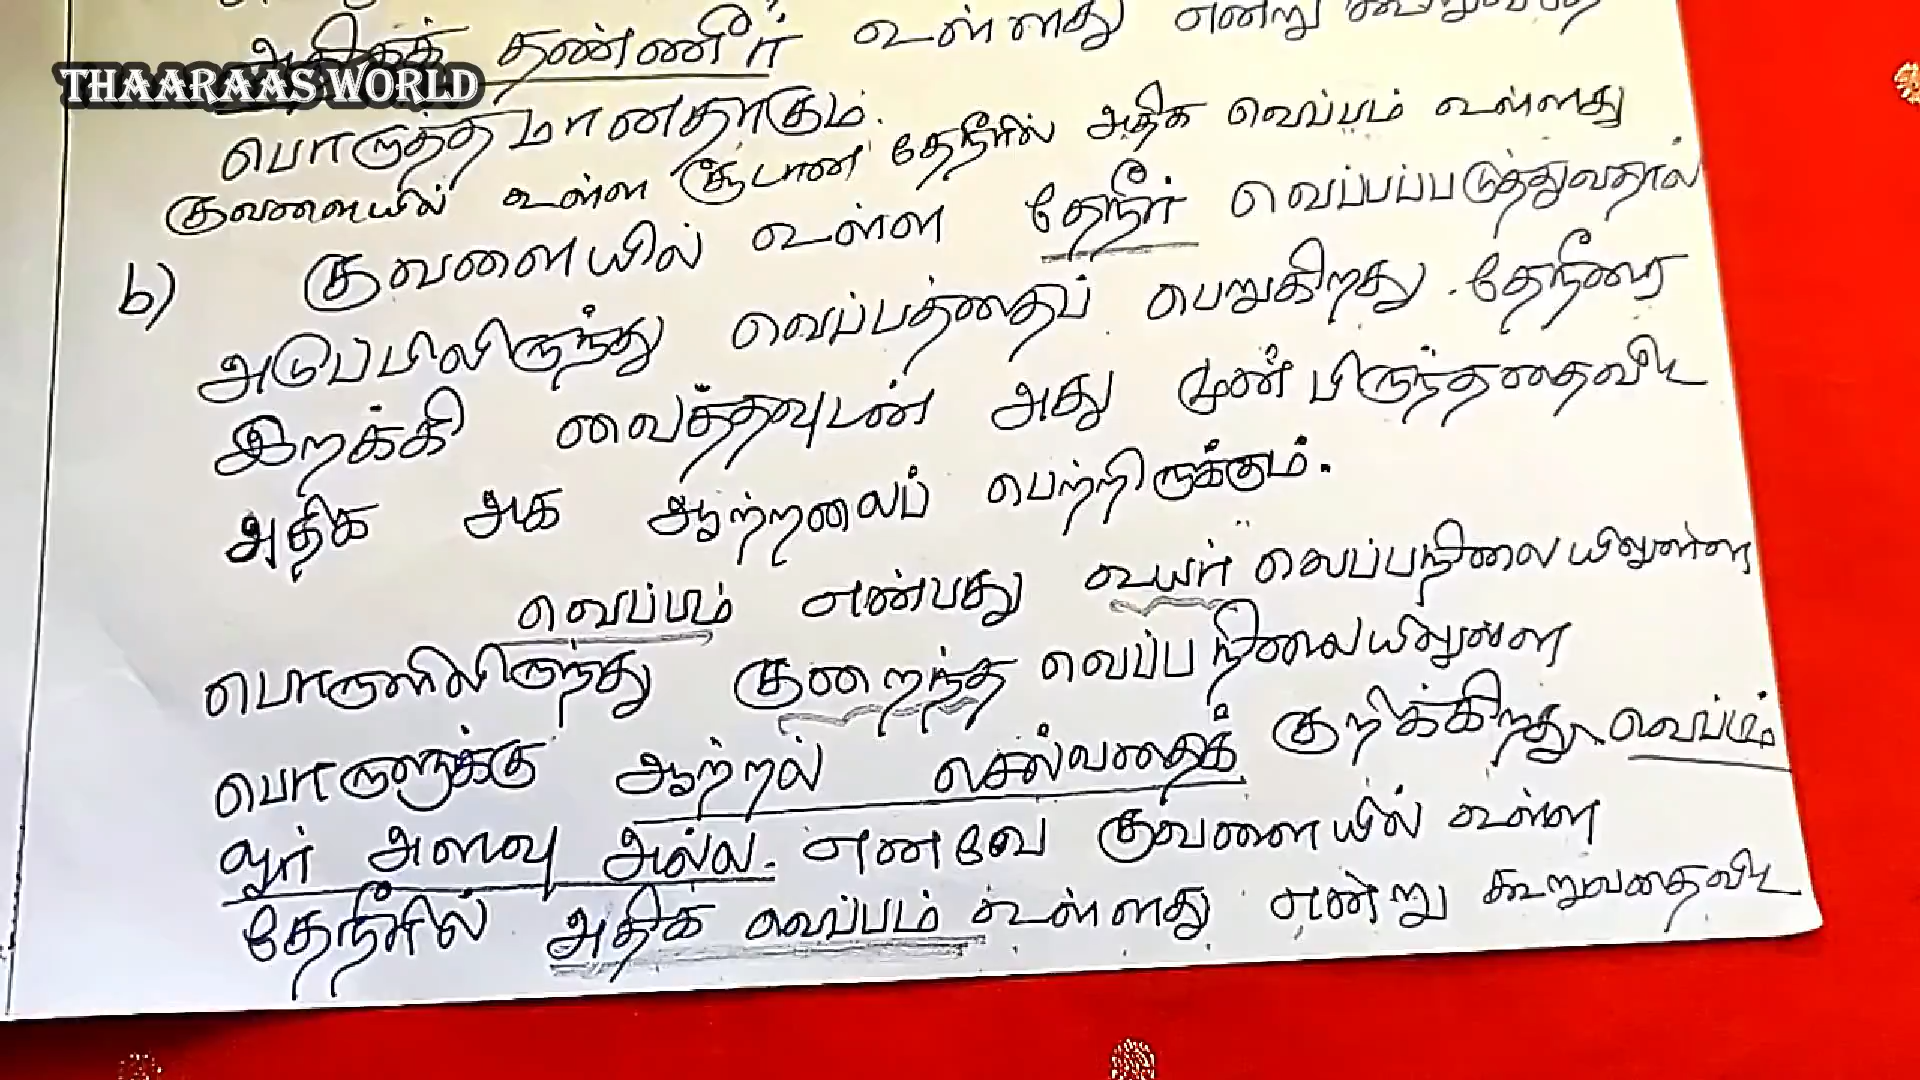 அதிகத் தண்ணீர் உள்ளது என்று கூறுவதே
THAARAAS WORLD
பொருத்தமானதாகும்.
குவளையில் உள்ள சூடான தேநீரில் அதிக வெப்பம் உள்ளது
b) குவளையில் உள்ள தேநீர் வெப்பப்படுத்துவதால்
அடுப்பிலிருந்து வெப்பத்தைப் பெறுகிறது. தேநீரை
இறக்கி வைத்தவுடன் அது முன்பிருந்ததைவிட
அதிக அக ஆற்றலைப் பெற்றிருக்கும்.
வெப்பம் என்பது உயர் வெப்பநிலையிலுள்ள
பொருளிலிருந்து குறைந்த வெப்பநிலையிலுள்ள
பொருளுக்கு ஆற்றல் செல்வதைக் குறிக்கிறது. வெப்பம்
ஓர் அளவு அல்ல. எனவே குவளையில் உள்ள
தேநீரில் அதிக வெப்பம் உள்ளது என்று கூறுவதைவிட